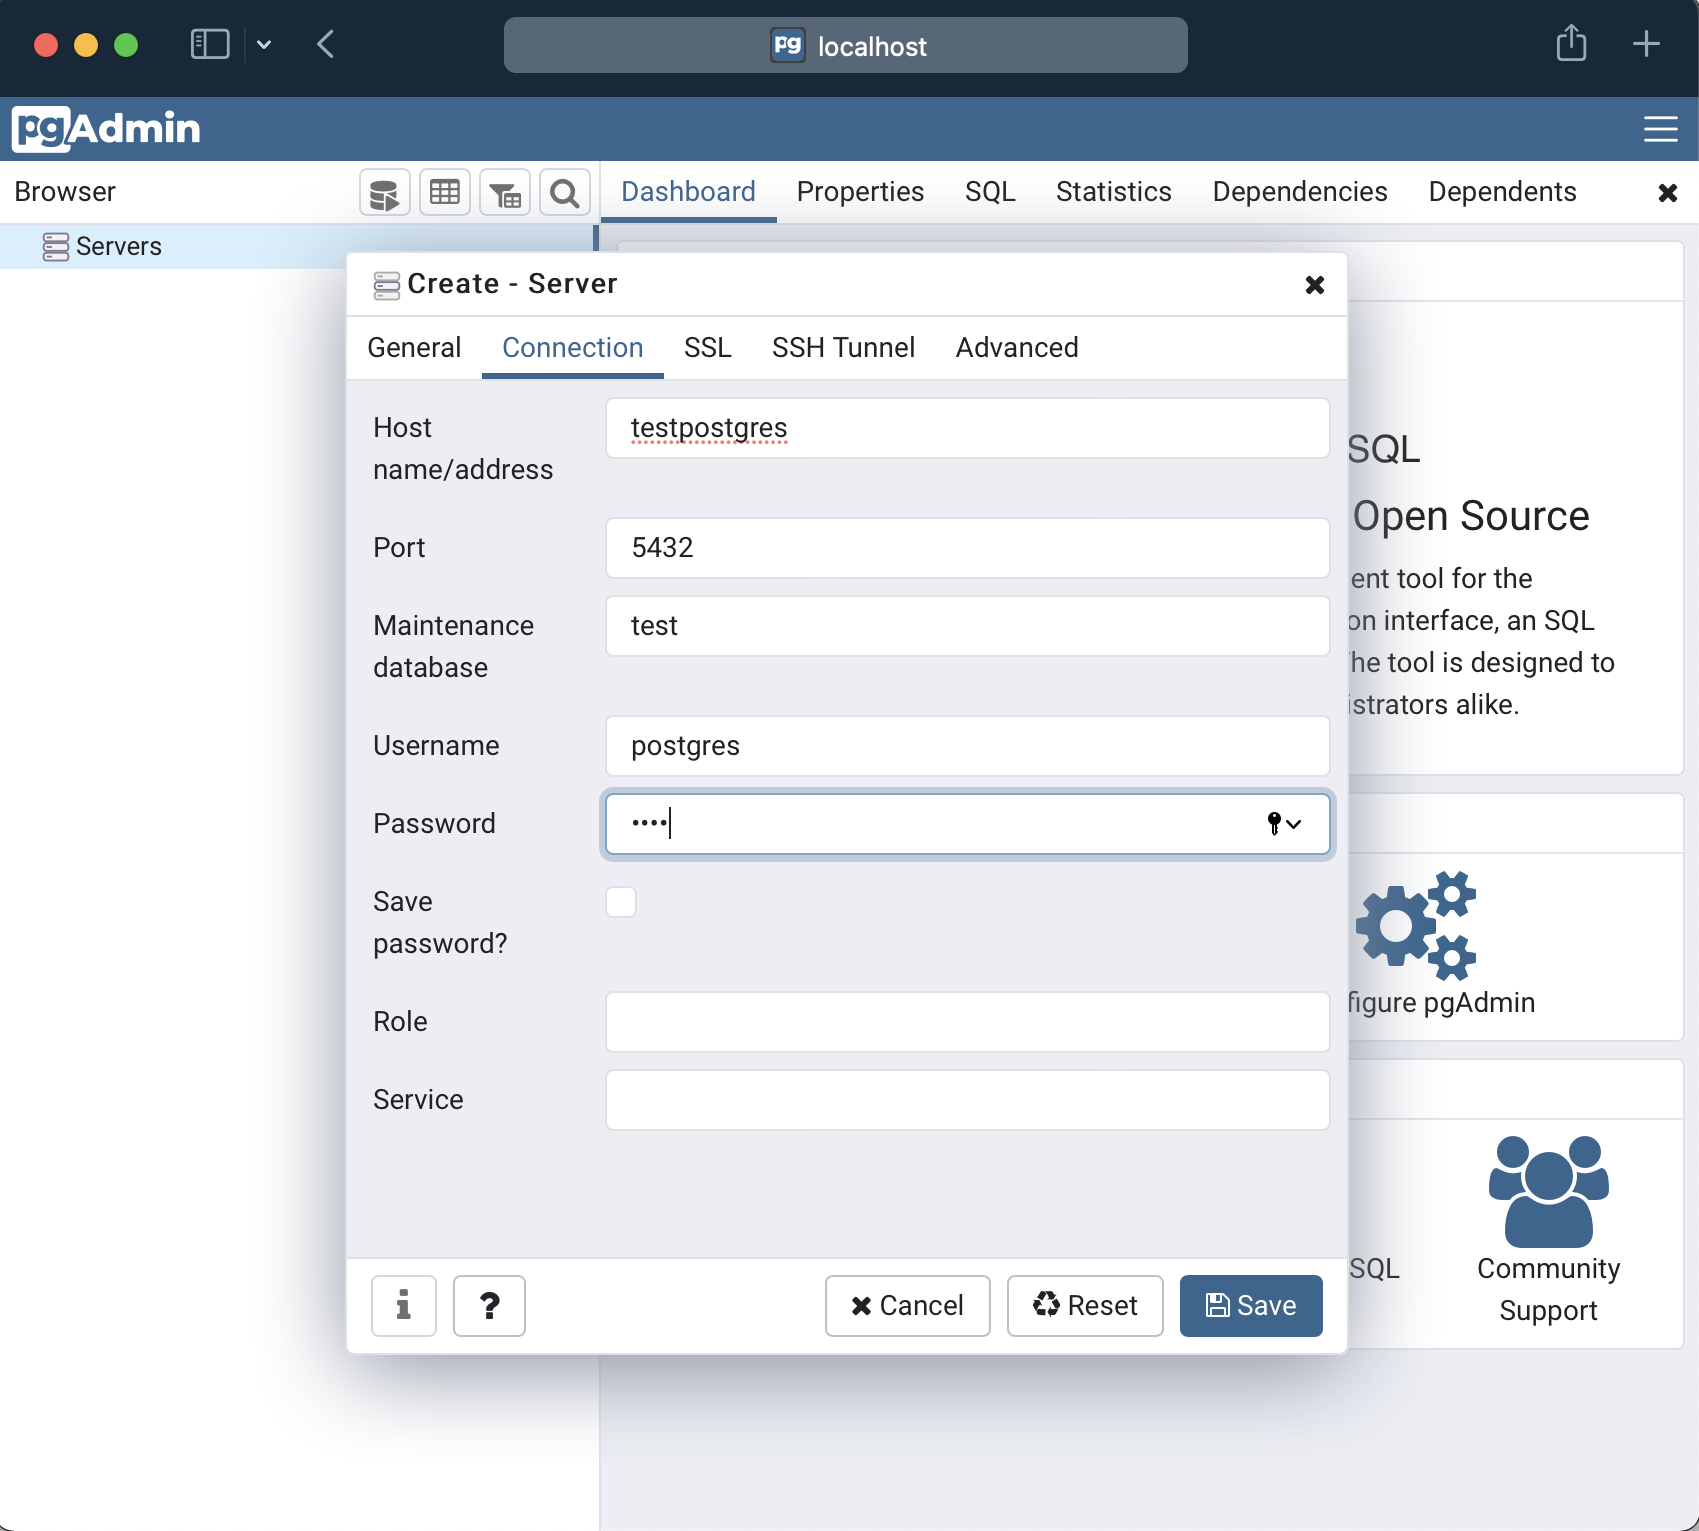 localhost
pgAdmin
Browser
Dashboard Properties SQL Statistics Dependencies Dependents
Servers
Create - Server
General Connection SSL SSH Tunnel Advanced
Host
name/address
testpostgres
Port
5432
Maintenance
database
test
Username
postgres
Password
••••
Save
password?
Role
Service
i
?
Cancel
Reset
Save
SQL
Open Source
ent tool for the
on interface, an SQL
he tool is designed to
istrators alike.
figure pgAdmin
SQL
Community
Support